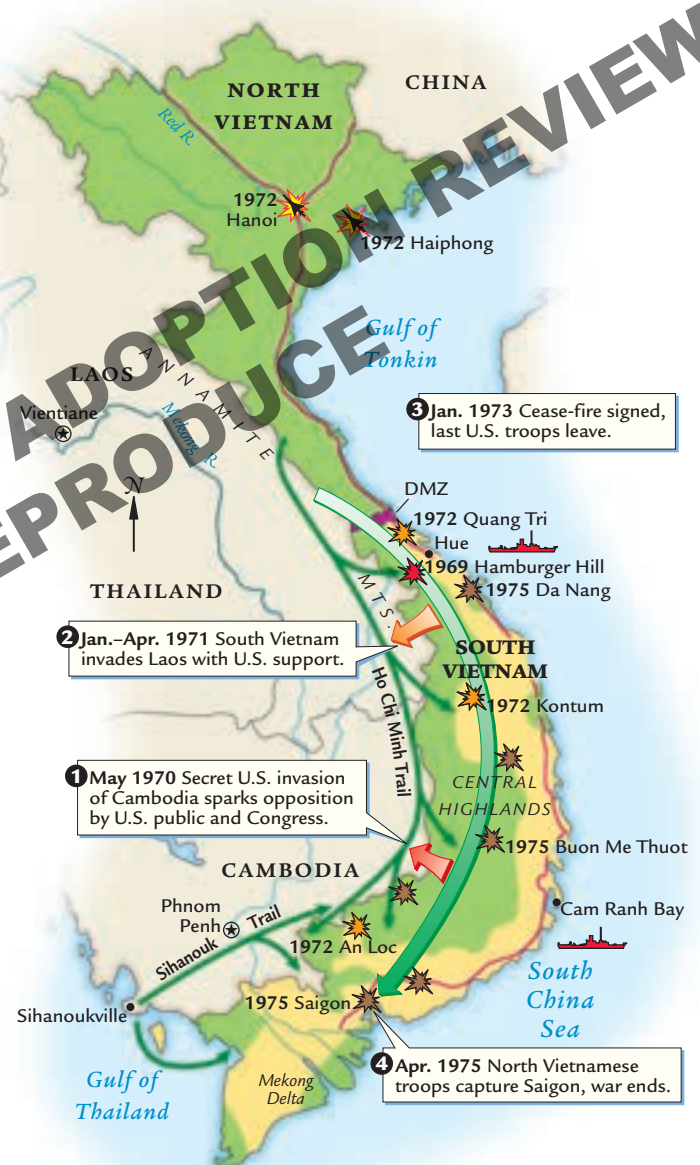 ADOPTION REVIEW
REPRODUCE
NORTH
VIETNAM
CHINA
Red R.
1972
Hanoi
1972 Haiphong
Gulf of
Tonkin
LAOS
ANNAMITE
Vientiane
Mekong R.
3 Jan. 1973 Cease-fire signed,
last U.S. troops leave.
N
DMZ
1972 Quang Tri
Hue
1969 Hamburger Hill
THAILAND
MTS.
1975 Da Nang
2 Jan.–Apr. 1971 South Vietnam
invades Laos with U.S. support.
SOUTH
VIETNAM
Ho Chi Minh Trail
1972 Kontum
1 May 1970 Secret U.S. invasion
of Cambodia sparks opposition
by U.S. public and Congress.
CENTRAL
HIGHLANDS
1975 Buon Me Thuot
CAMBODIA
Phnom
Penh
Sihanouk Trail
Cam Ranh Bay
1972 An Loc
South
China
Sea
1975 Saigon
Sihanoukville
4 Apr. 1975 North Vietnamese
troops capture Saigon, war ends.
Gulf of
Thailand
Mekong
Delta